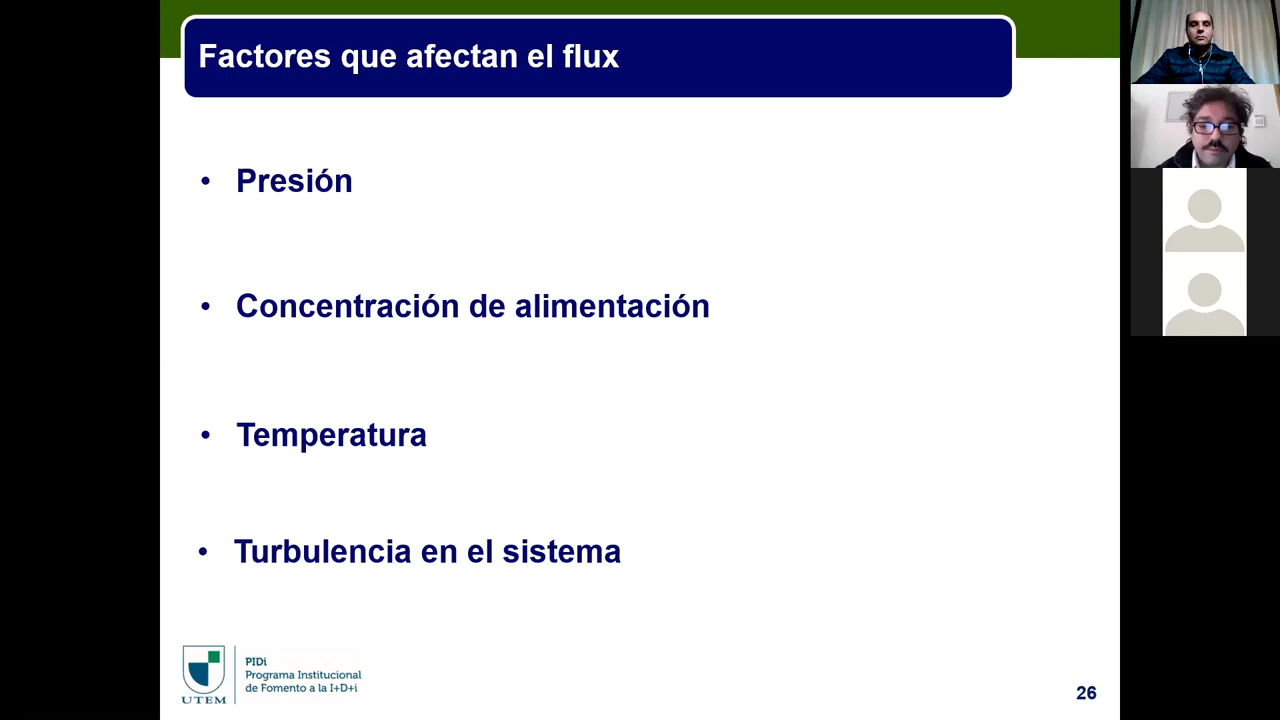 Factores que afectan el flux
• Presión
• Concentración de alimentación
• Temperatura
• Turbulencia en el sistema
PIDi
Programa Institucional
de Fomento a la I+D+i
UTEM
26